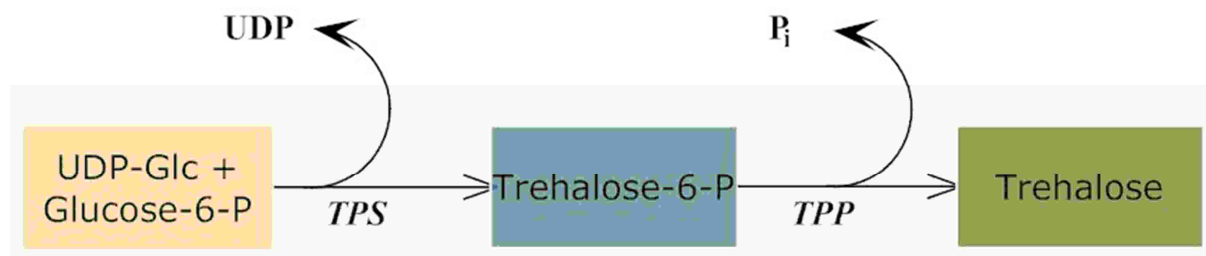 UDP
Pi
UDP-Glc +
Glucose-6-P
TPS
Trehalose-6-P
TPP
Trehalose